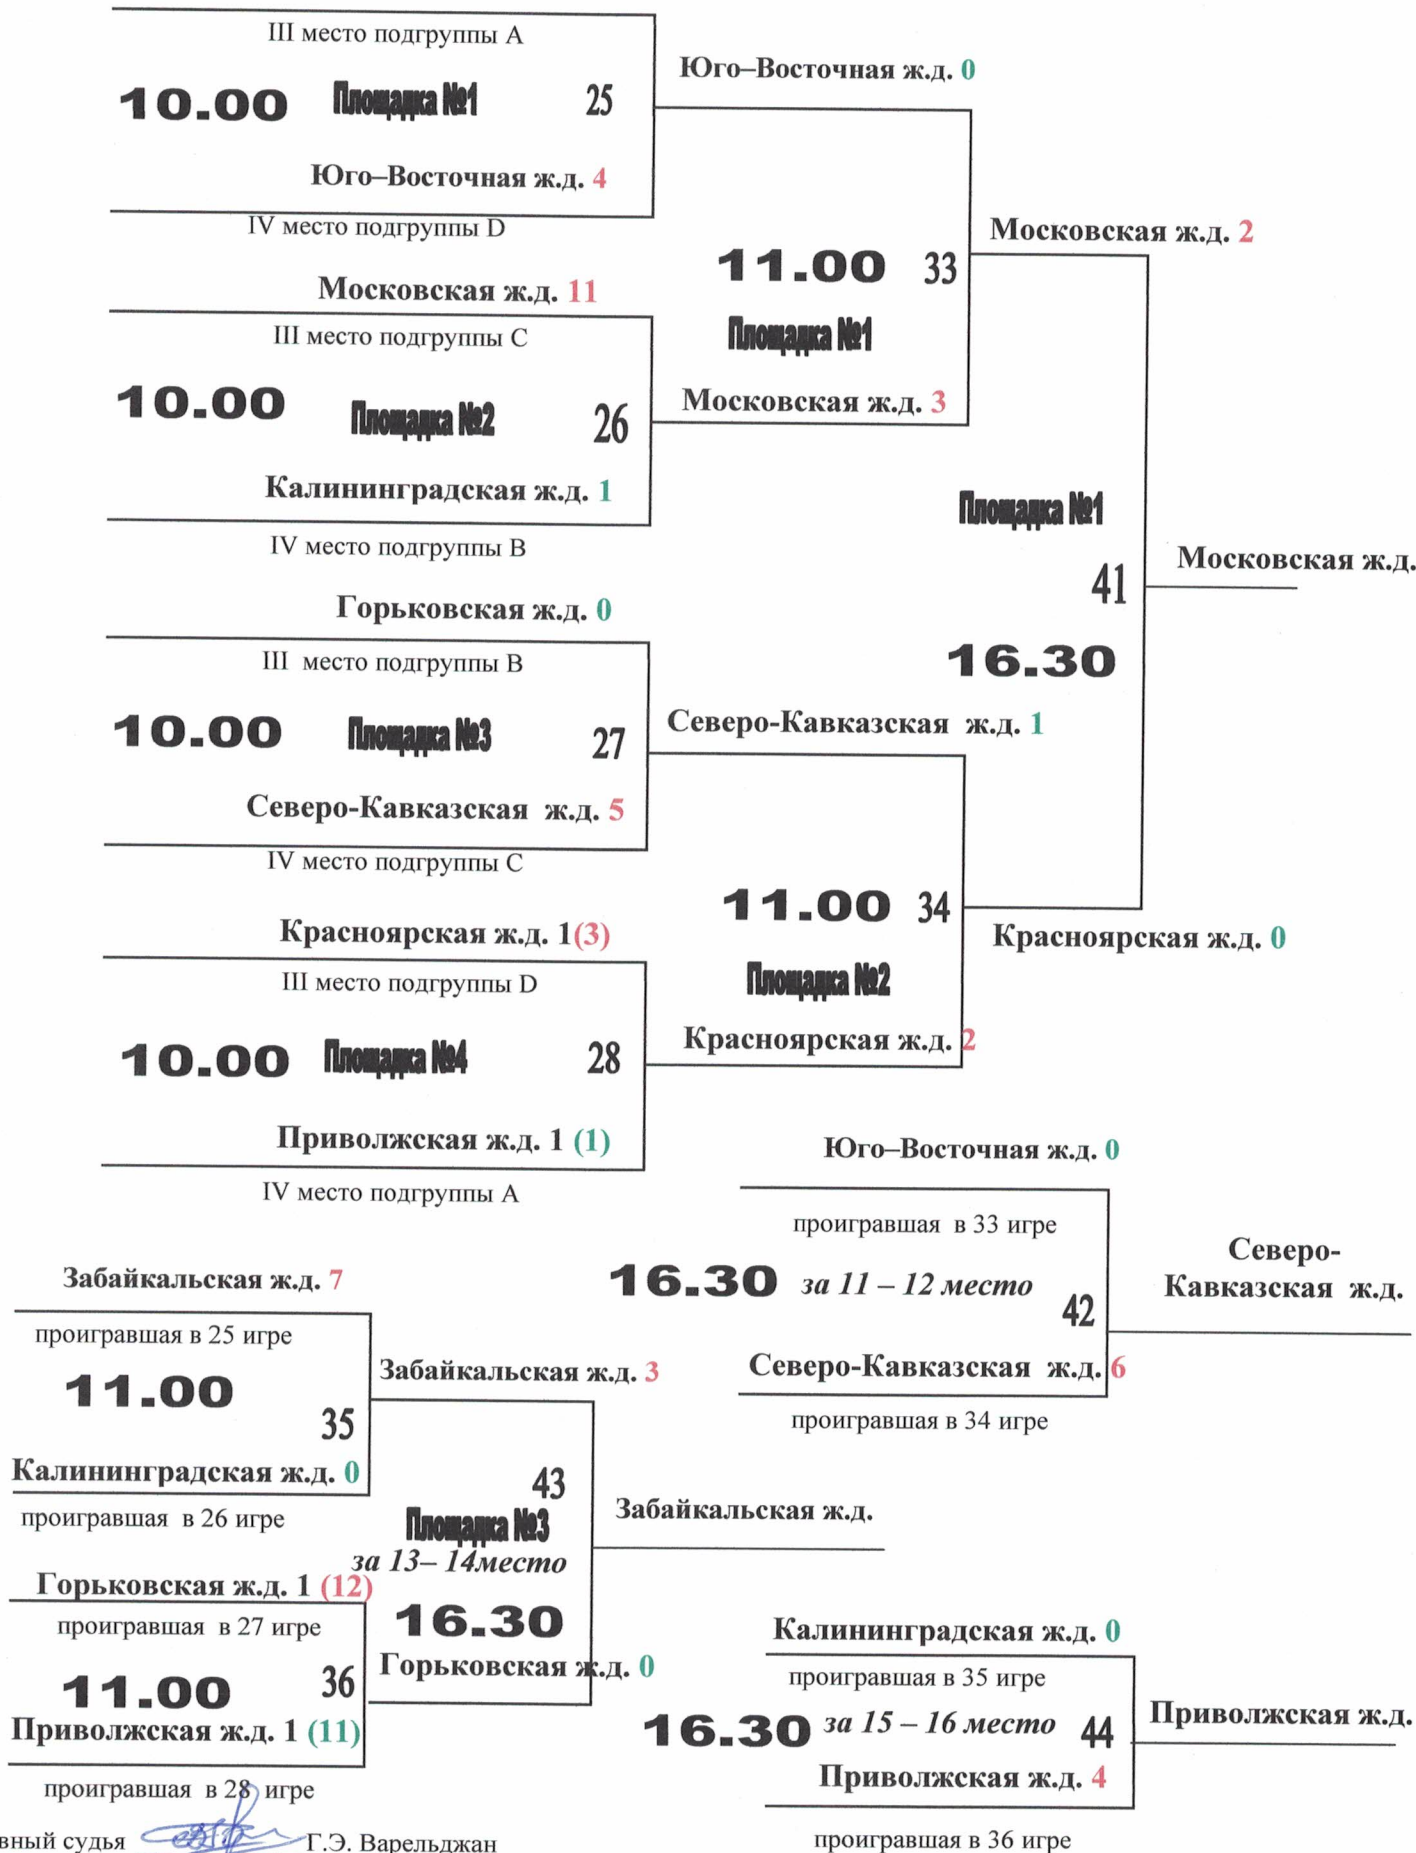 III место подгруппы A
10.00 Площадка №1 25
Юго–Восточная ж.д. 4
IV место подгруппы D
Юго–Восточная ж.д. 0
Московская ж.д. 11
III место подгруппы C
10.00 Площадка №2 26
Калининградская ж.д. 1
IV место подгруппы B
11.00 33
Площадка №1
Московская ж.д. 3
Московская ж.д. 2
Горьковская ж.д. 0
III место подгруппы B
10.00 Площадка №3 27
Северо-Кавказская ж.д. 5
IV место подгруппы C
Площадка №1
41
16.30
Московская ж.д.
Северо-Кавказская ж.д. 1
Красноярская ж.д. 1(3)
III место подгруппы D
10.00 Площадка №4 28
Приволжская ж.д. 1 (1)
IV место подгруппы A
11.00 34
Площадка №2
Красноярская ж.д. 2
Красноярская ж.д. 0
Юго–Восточная ж.д. 0
проигравшая в 33 игре
16.30 за 11 – 12 место
42
Северо-Кавказская ж.д. 6
проигравшая в 34 игре
Северо-
Кавказская ж.д.
Забайкальская ж.д. 7
проигравшая в 25 игре
11.00
35
Калининградская ж.д. 0
проигравшая в 26 игре
Забайкальская ж.д. 3
43
Площадка №3
за 13– 14место
16.30
Горьковская ж.д. 0
Забайкальская ж.д.
Горьковская ж.д. 1 (12)
проигравшая в 27 игре
11.00 36
Приволжская ж.д. 1 (11)
проигравшая в 28 игре
Калининградская ж.д. 0
проигравшая в 35 игре
16.30 за 15 – 16 место 44
Приволжская ж.д. 4
проигравшая в 36 игре
Приволжская ж.д.
вный судья Г.Э. Варельджан